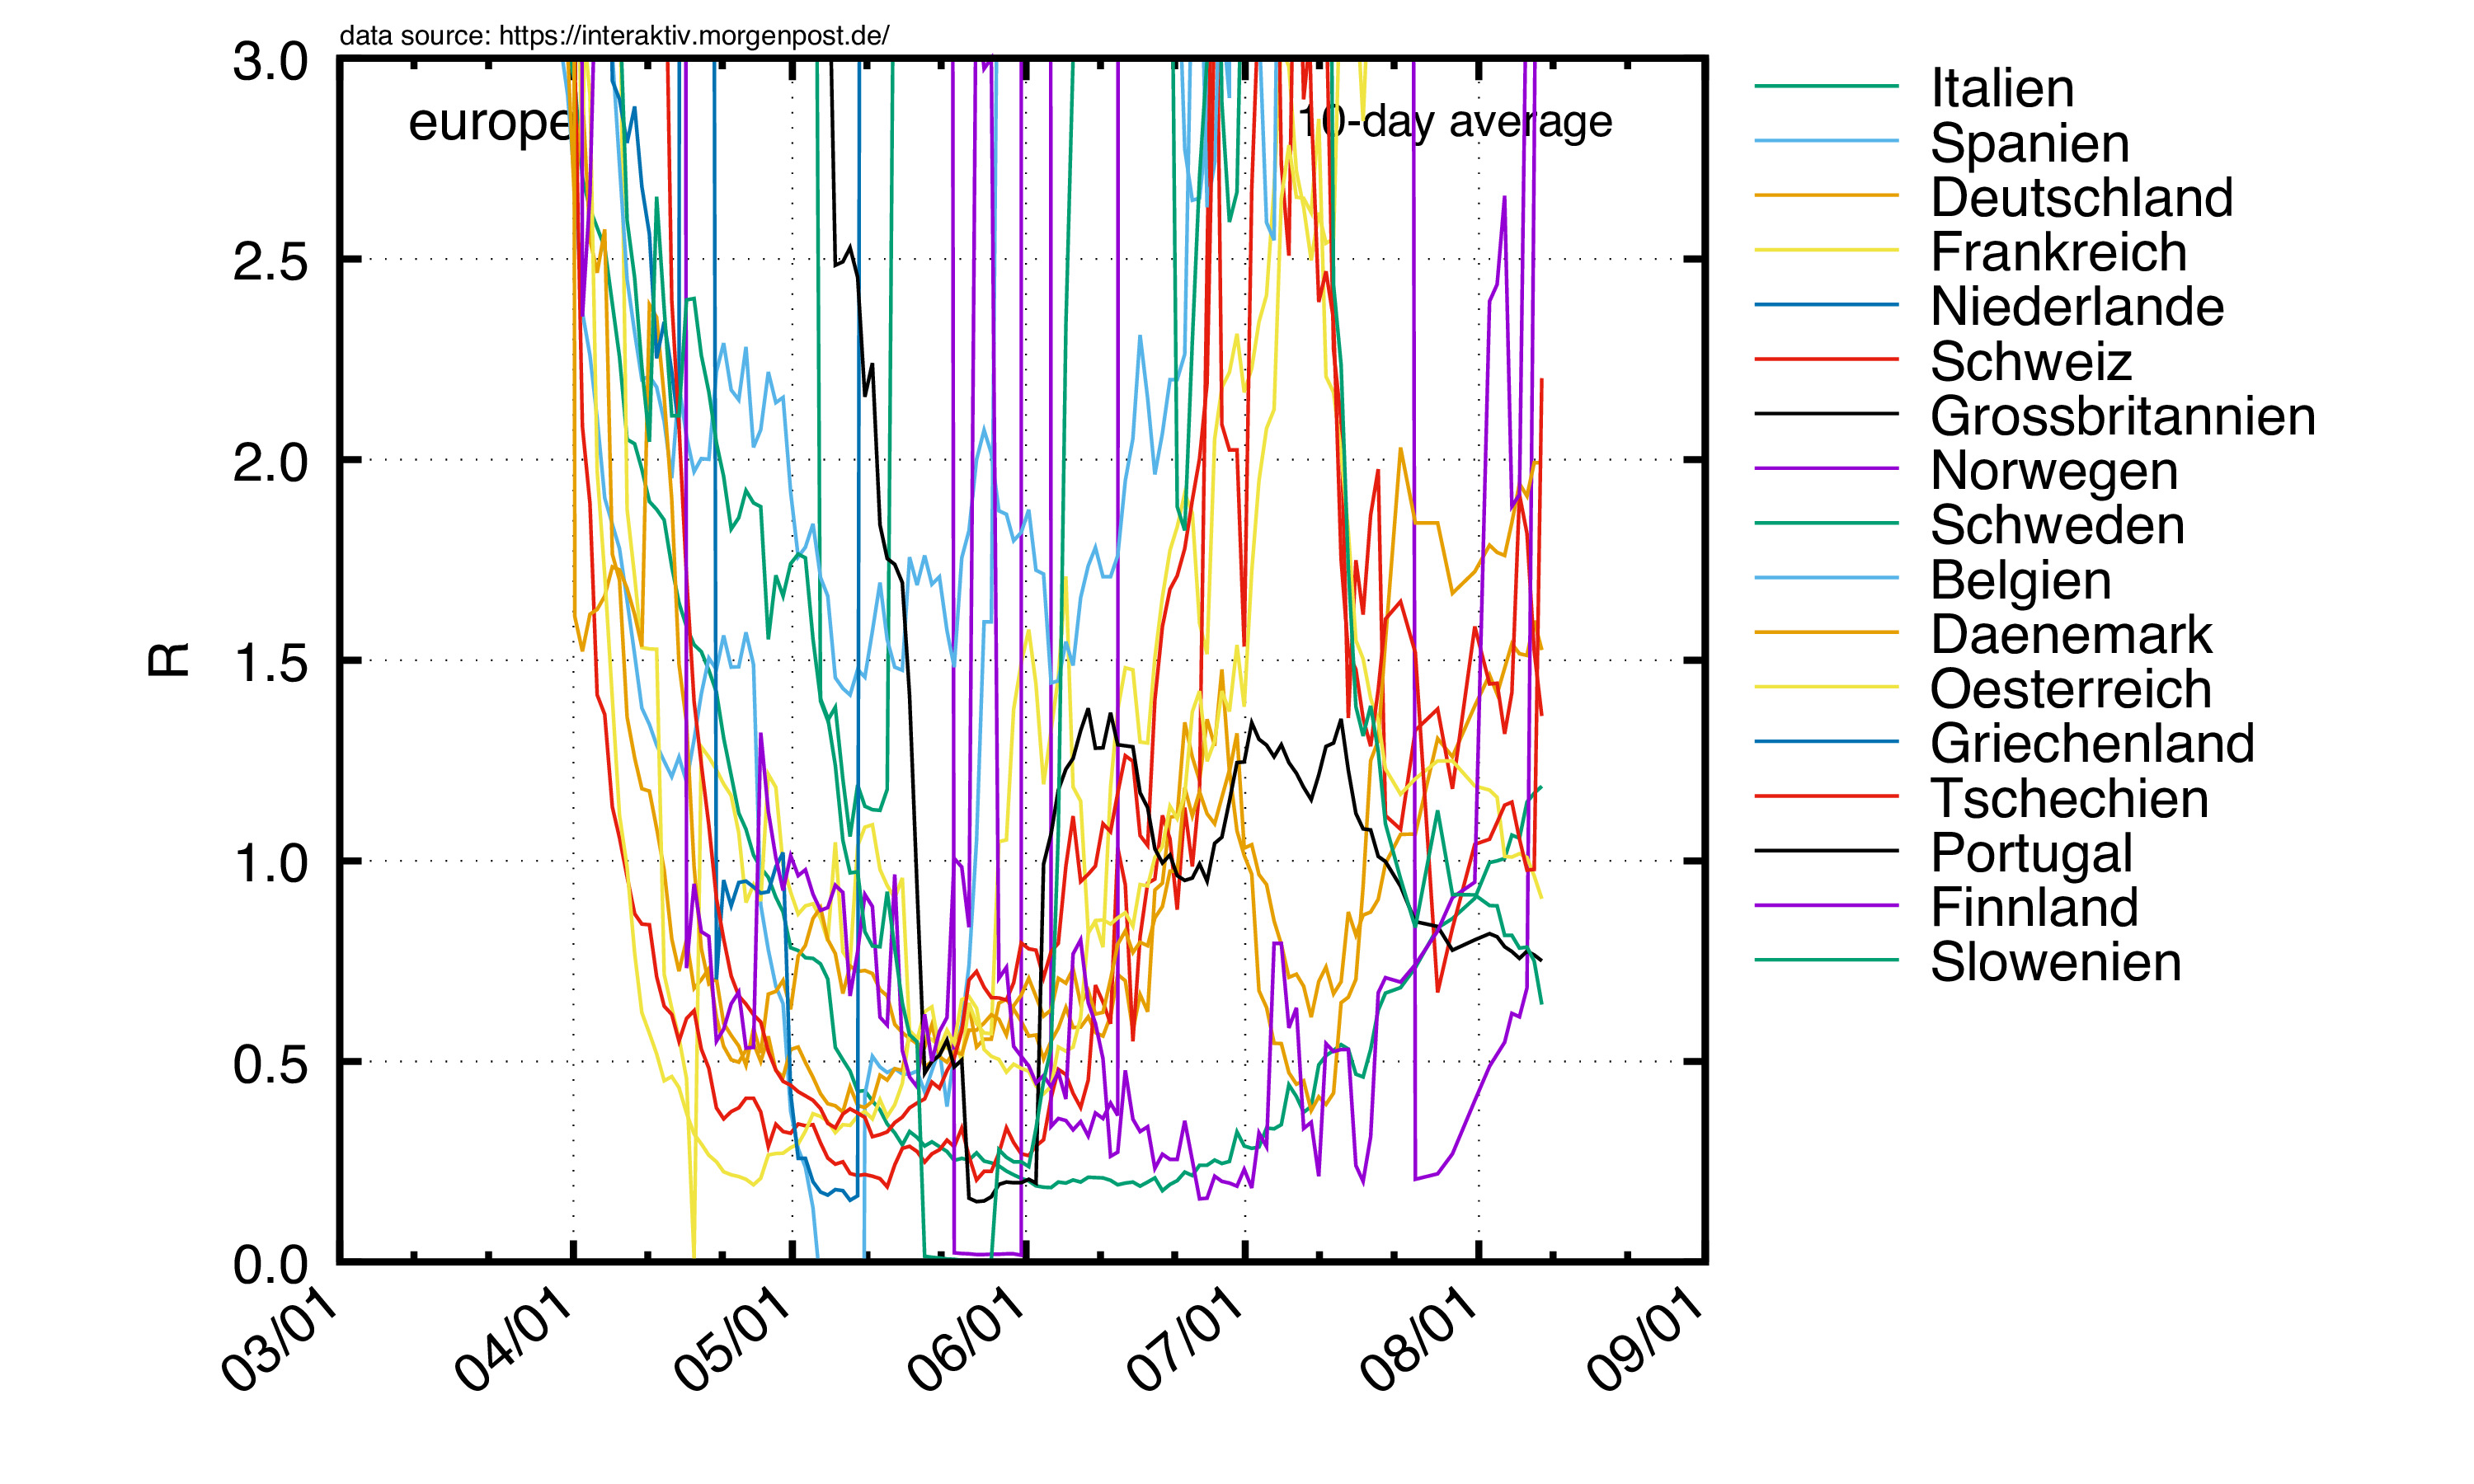 data source: https://interaktiv.morgenpost.de/
europe
10-day average
3.0
2.5
2.0
1.5
1.0
0.5
0.0
R
03/01
04/01
05/01
06/01
07/01
08/01
09/01
Italien
Spanien
Deutschland
Frankreich
Niederlande
Schweiz
Grossbritannien
Norwegen
Schweden
Belgien
Daenemark
Oesterreich
Griechenland
Tschechien
Portugal
Finnland
Slowenien